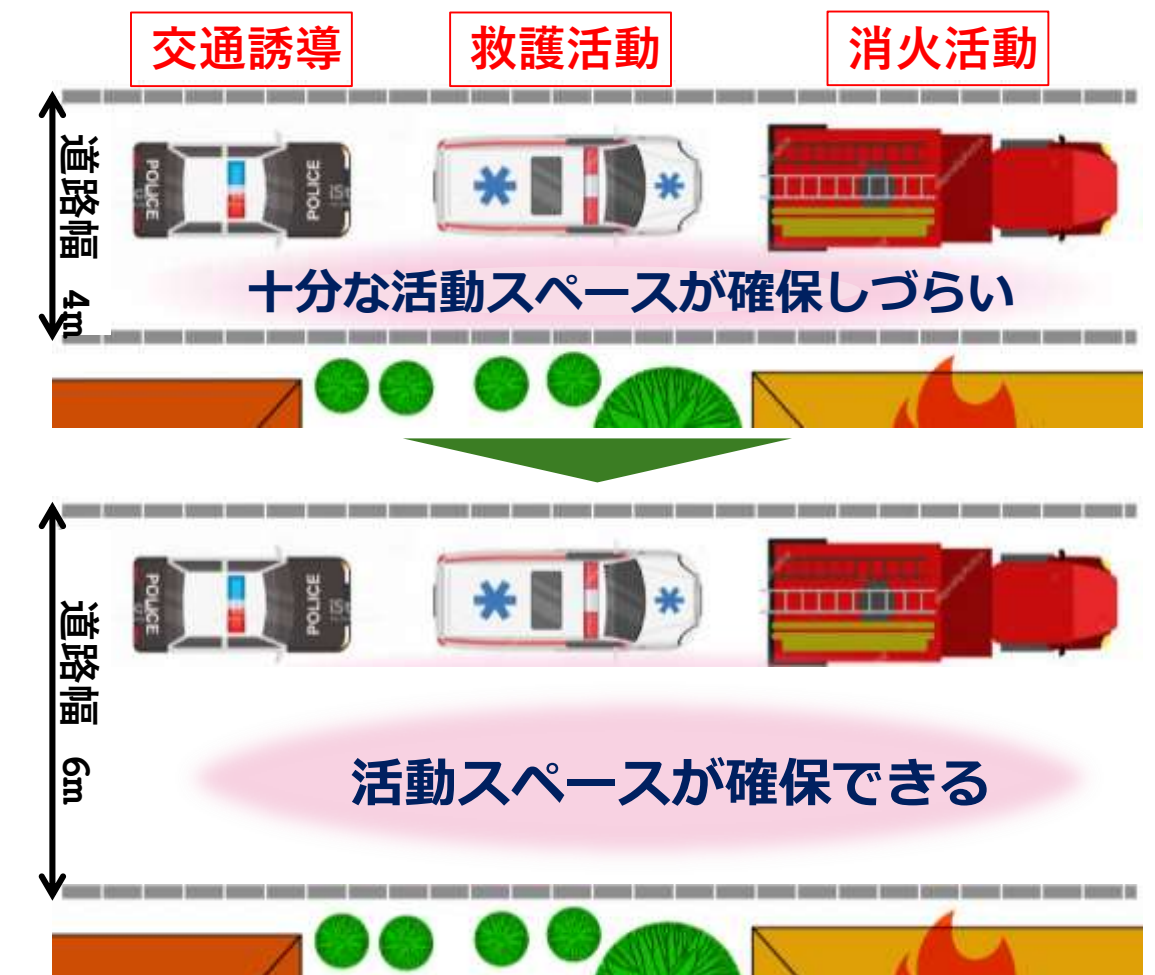 交通誘導
救護活動
消火活動
道路幅 4m
POLICE
POLICE
十分な活動スペースが確保しづらい
道路幅 6m
POLICE
POLICE
活動スペースが確保できる